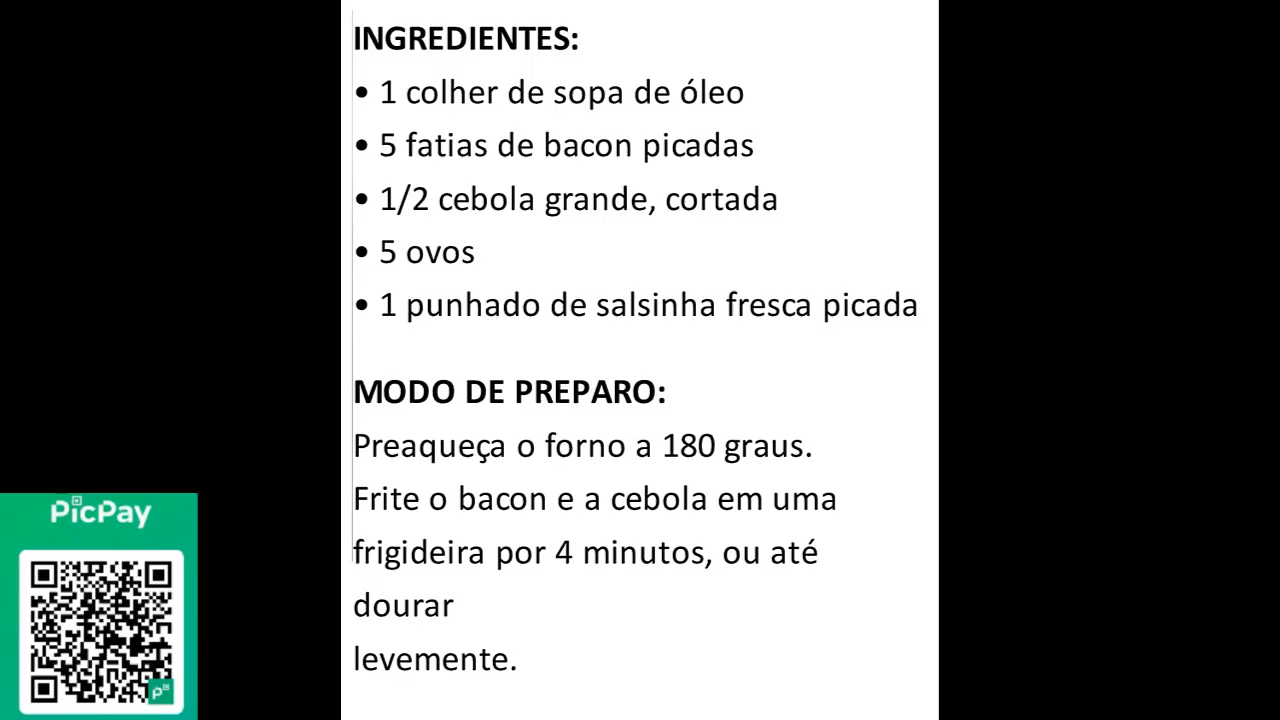 INGREDIENTES:
• 1 colher de sopa de óleo
• 5 fatias de bacon picadas
• 1/2 cebola grande, cortada
• 5 ovos
• 1 punhado de salsinha fresca picada
MODO DE PREPARO:
Preaqueça o forno a 180 graus.
Frite o bacon e a cebola em uma
frigideira por 4 minutos, ou até
dourar
levemente.
PicPay